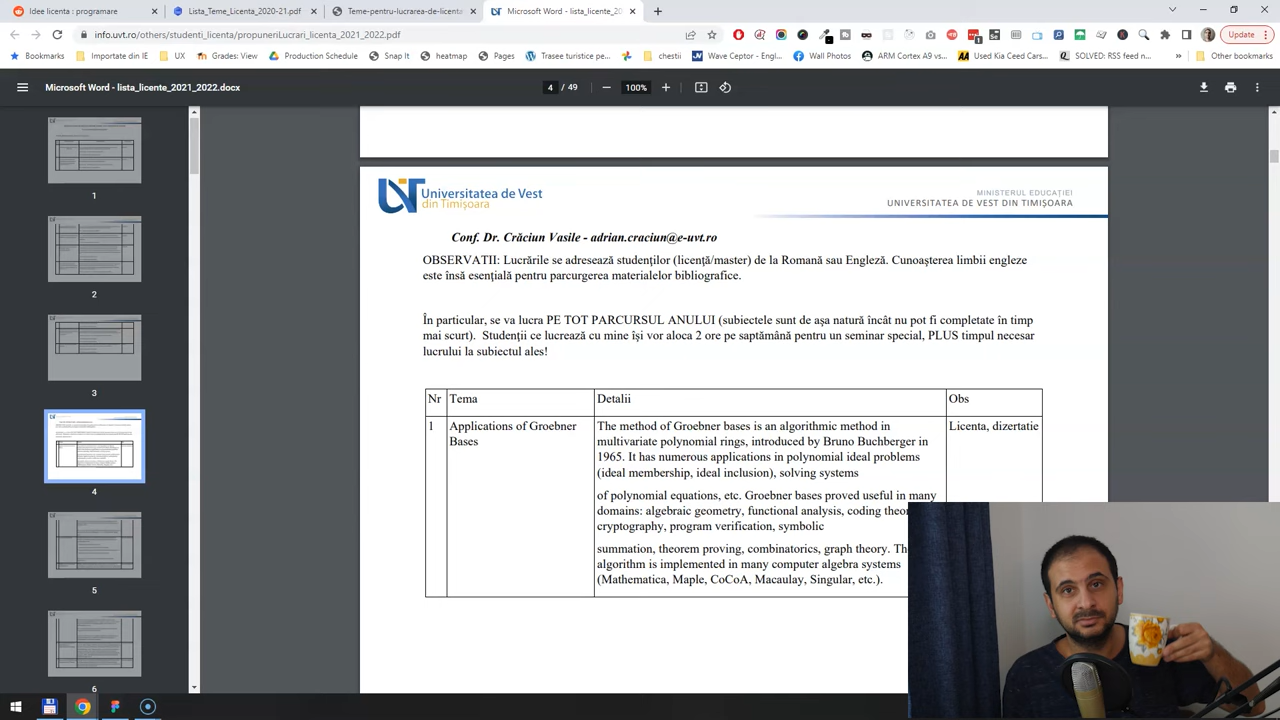 Idee licenta : programare
Lista_Teme_Licenta_2020-21.pdf
Teme-pentru-lucrarea-de-licenta
Microsoft Word - lista_licente_20
info.uvt.ro/others/studenti_licenta/propuneriLucrari_licenta_2021_2022.pdf
Update
Bookmarks
Importate din IE
UX
Grades: View
Production Schedule
Snap It
heatmap
Pages
Trasee turistice pe...
chestii
Wave Ceptor - Engl...
Wall Photos
ARM Cortex A9 vs...
Used Kia Ceed Cars...
SOLVED: RSS feed n...
Other bookmarks
Microsoft Word - lista_licente_2021_2022.docx
4 / 49
100%
1
2
3
4
5
6
Universitatea de Vest
din Timișoara
MINISTERUL EDUCAȚIEI
UNIVERSITATEA DE VEST DIN TIMIȘOARA
Conf. Dr. Crăciun Vasile - adrian.craciun@e-uvt.ro
OBSERVATII: Lucrările se adresează studenților (licență/master) de la Romană sau Engleză. Cunoașterea limbii engleze
este însă esențială pentru parcurgerea materialelor bibliografice.
În particular, se va lucra PE TOT PARCURSUL ANULUI (subiectele sunt de așa natură încât nu pot fi completate în timp
mai scurt). Studenții ce lucrează cu mine își vor aloca 2 ore pe saptămână pentru un seminar special, PLUS timpul necesar
lucrului la subiectul ales!
Nr Tema Detalii Obs
1 Applications of Groebner The method of Groebner bases is an algorithmic method in Licenta, dizertatie
Bases multivariate polynomial rings, introduced by Bruno Buchberger in
1965. It has numerous applications in polynomial ideal problems
(ideal membership, ideal inclusion), solving systems
of polynomial equations, etc. Groebner bases proved useful in many
domains: algebraic geometry, functional analysis, coding theor
cryptography, program verification, symbolic
summation, theorem proving, combinatorics, graph theory. Th
algorithm is implemented in many computer algebra systems
(Mathematica, Maple, CoCoA, Macaulay, Singular, etc.).